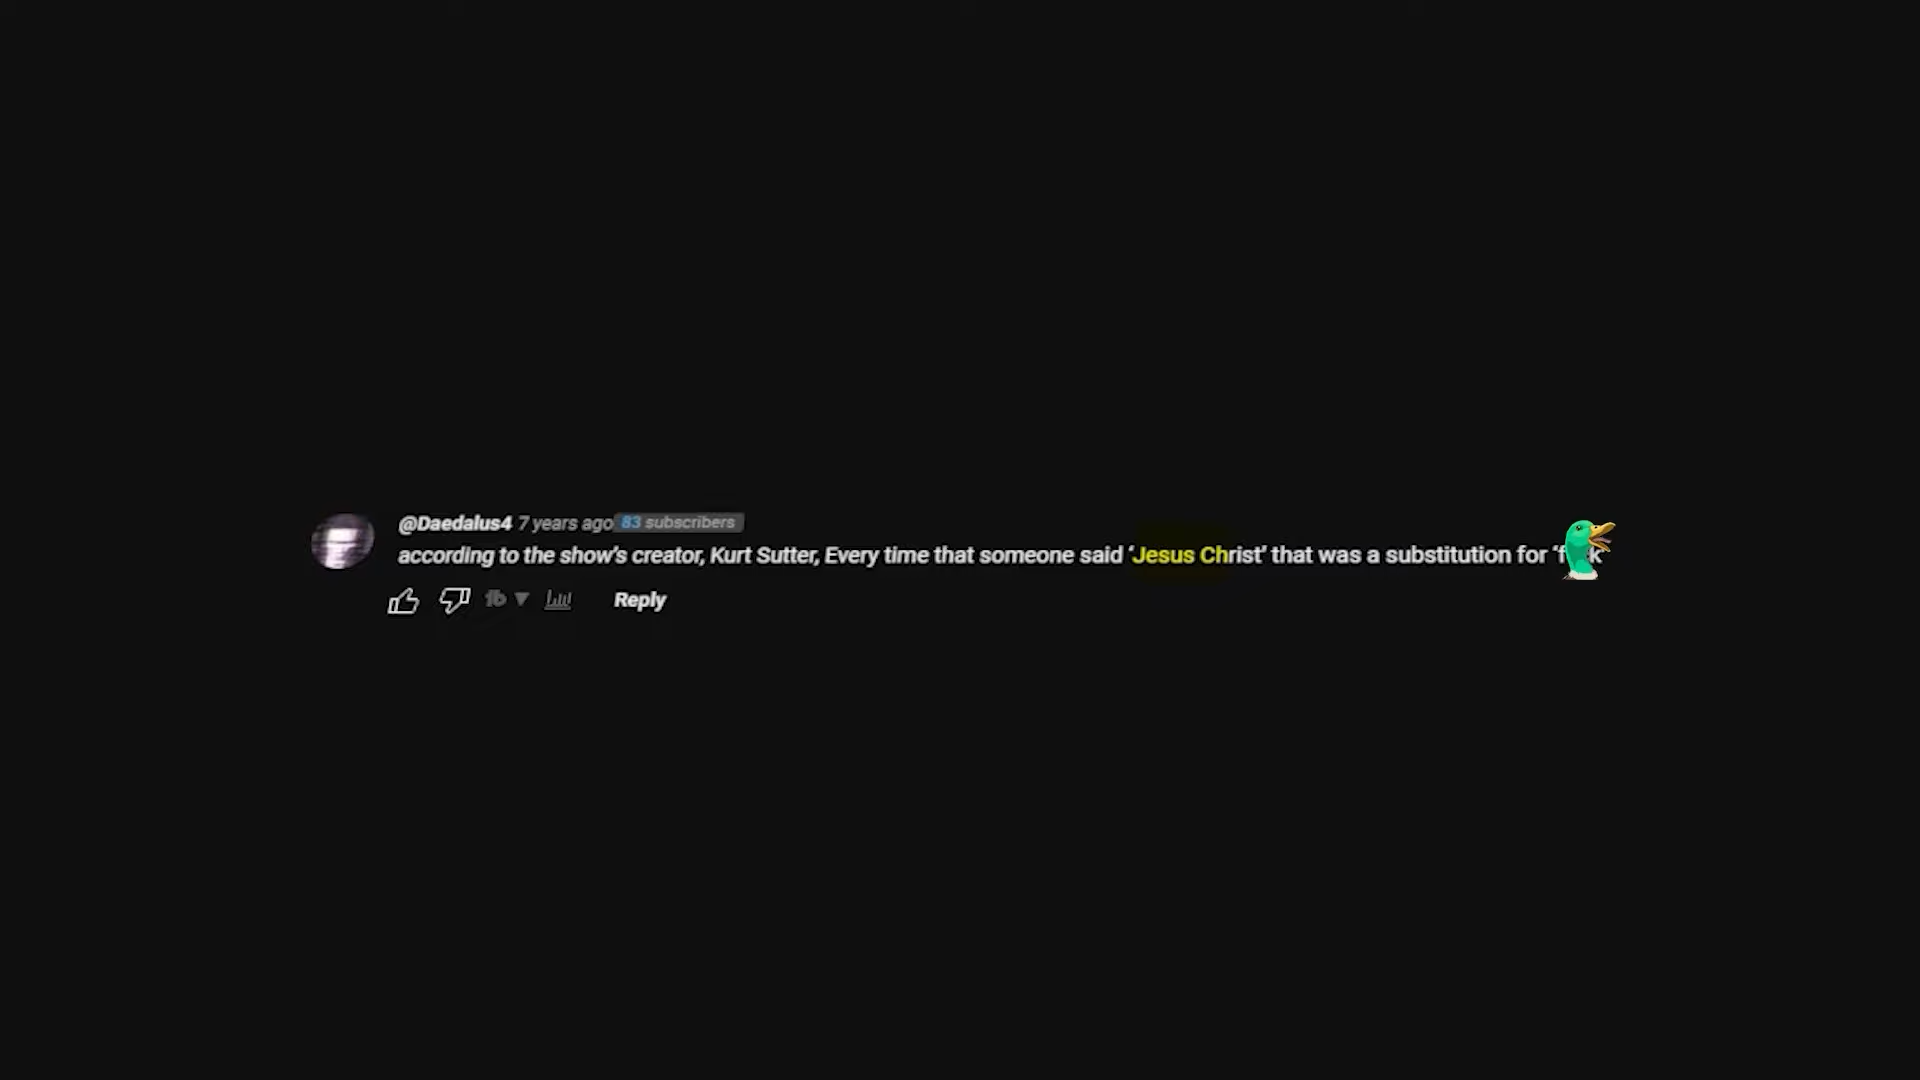 @Daedalus4 7 years ago 83 subscribers
according to the show's creator, Kurt Sutter, Every time that someone said 'Jesus Christ' that was a substitution for 'f k
Reply